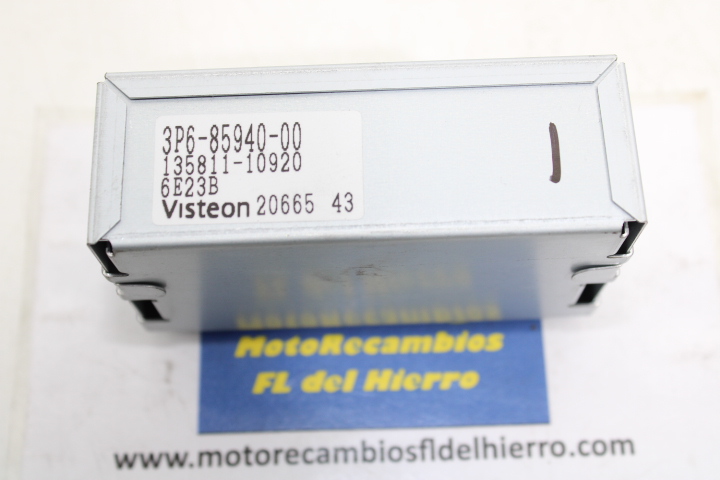 3P6-85940-00
135811-10920
6E23B
Visteon 20665 43
MotoRecambios
FL del Hierro
www.motorecambiosfldelhierro.com